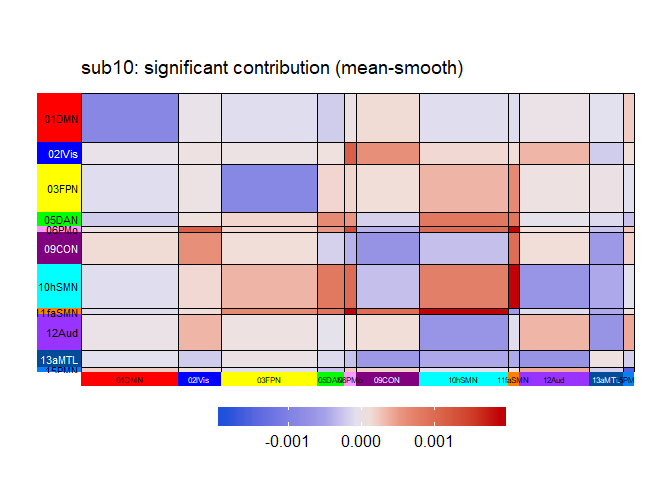 sub10: significant contribution (mean-smooth)
01DMN
02lVis
03FPN
05DAN
06PMo
09CON
10hSMN
11faSMN
12Aud
13aMTL
15PMN
01DMN 02lVis 03FPN 05DAN 06PMo 09CON 10hSMN 11faSMN 12Aud 13aMTL
-0.001 0.000 0.001